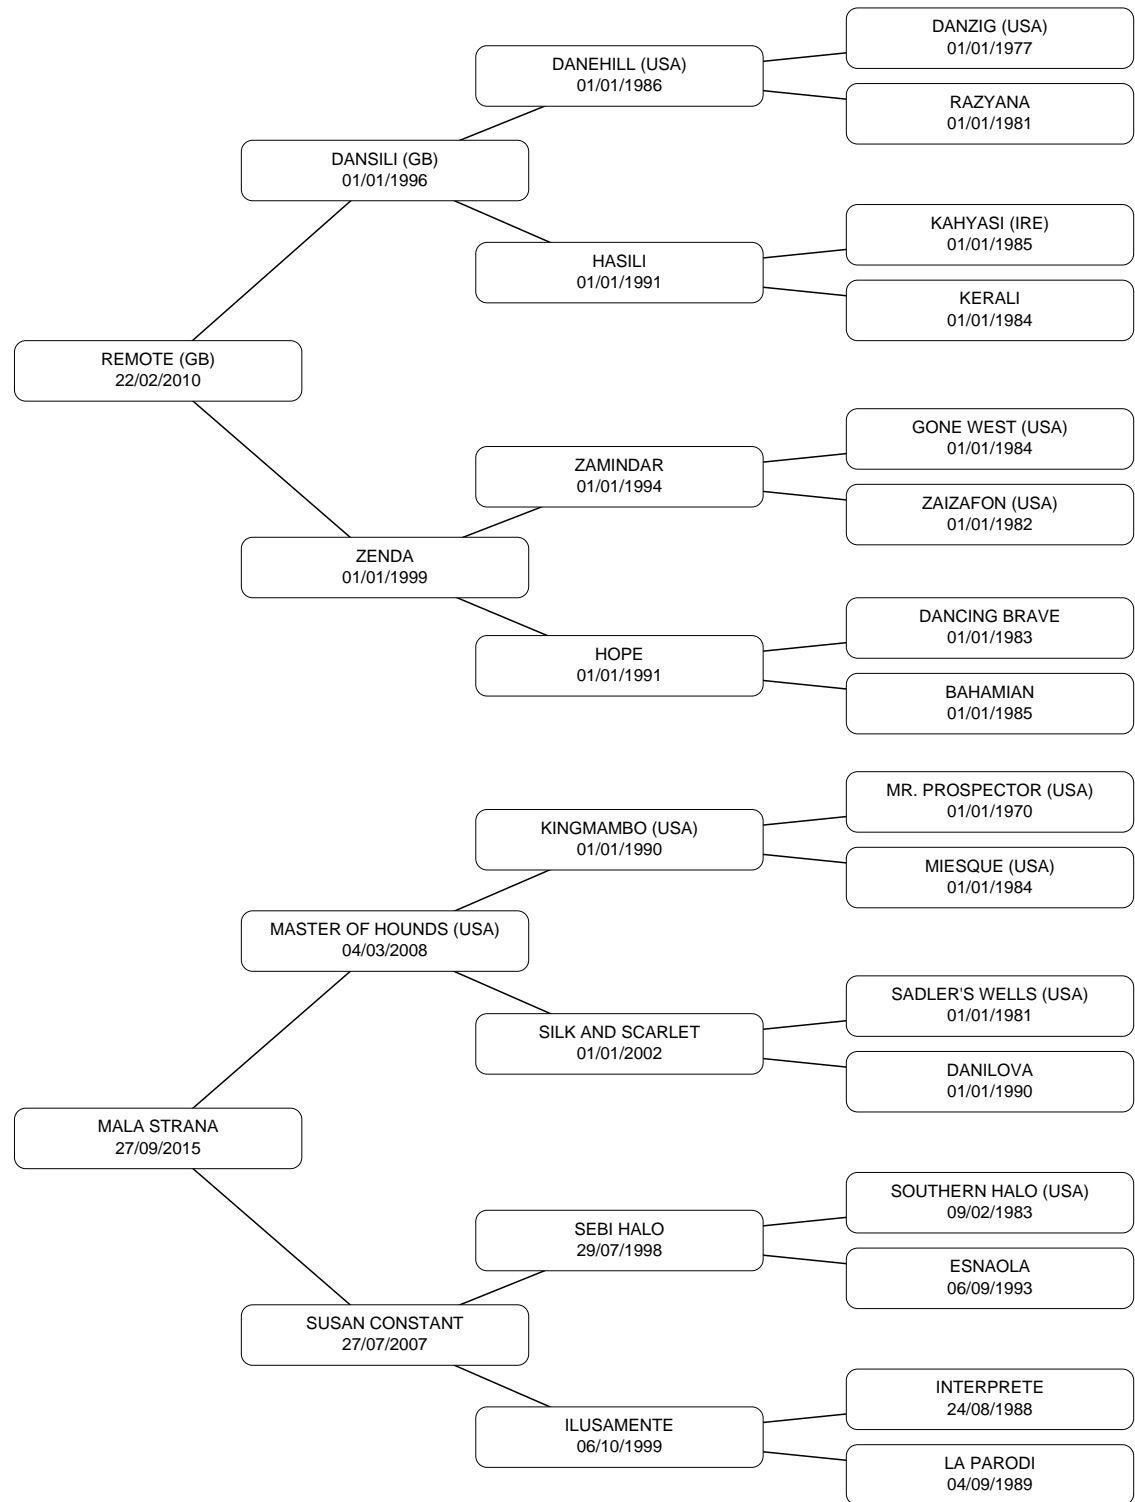 DANZIG (USA)
01/01/1977
DANEHILL (USA)
01/01/1986
RAZYANA
01/01/1981
DANSILI (GB)
01/01/1996
KAHYASI (IRE)
01/01/1985
HASILI
01/01/1991
KERALI
01/01/1984
REMOTE (GB)
22/02/2010
GONE WEST (USA)
01/01/1984
ZAMINDAR
01/01/1994
ZAIZAFON (USA)
01/01/1982
ZENDA
01/01/1999
DANCING BRAVE
01/01/1983
HOPE
01/01/1991
BAHAMIAN
01/01/1985
MR. PROSPECTOR (USA)
01/01/1970
KINGMAMBO (USA)
01/01/1990
MIESQUE (USA)
01/01/1984
MASTER OF HOUNDS (USA)
04/03/2008
SADLER'S WELLS (USA)
01/01/1981
SILK AND SCARLET
01/01/2002
DANILOVA
01/01/1990
MALA STRANA
27/09/2015
SOUTHERN HALO (USA)
09/02/1983
SEBI HALO
29/07/1998
ESNAOLA
06/09/1993
SUSAN CONSTANT
27/07/2007
INTERPRETE
24/08/1988
ILUSAMENTE
06/10/1999
LA PARODI
04/09/1989